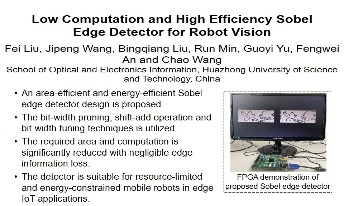 Low Computation and High Efficiency Sobel
Edge Detector for Robot Vision
Fei Liu, Jipeng Wang, Bingqiang Liu, Run Min, Guoyi Yu, Fengwei
An and Chao Wang
School of Optical and Electronics Information, Huazhong University of Science
and Technology, China
• An area-efficient and energy-efficient Sobel
edge detector design is proposed
• The bit-width pruning, shift-add operation and
bit width tuning techniques is utilized
• The required area and computation is
significantly reduced with negligible edge
information loss.
• The detector is suitable for resource-limited
and energy-constrained mobile robots in edge
IoT applications.
FPGA demonstration of
proposed Sobel edge detector